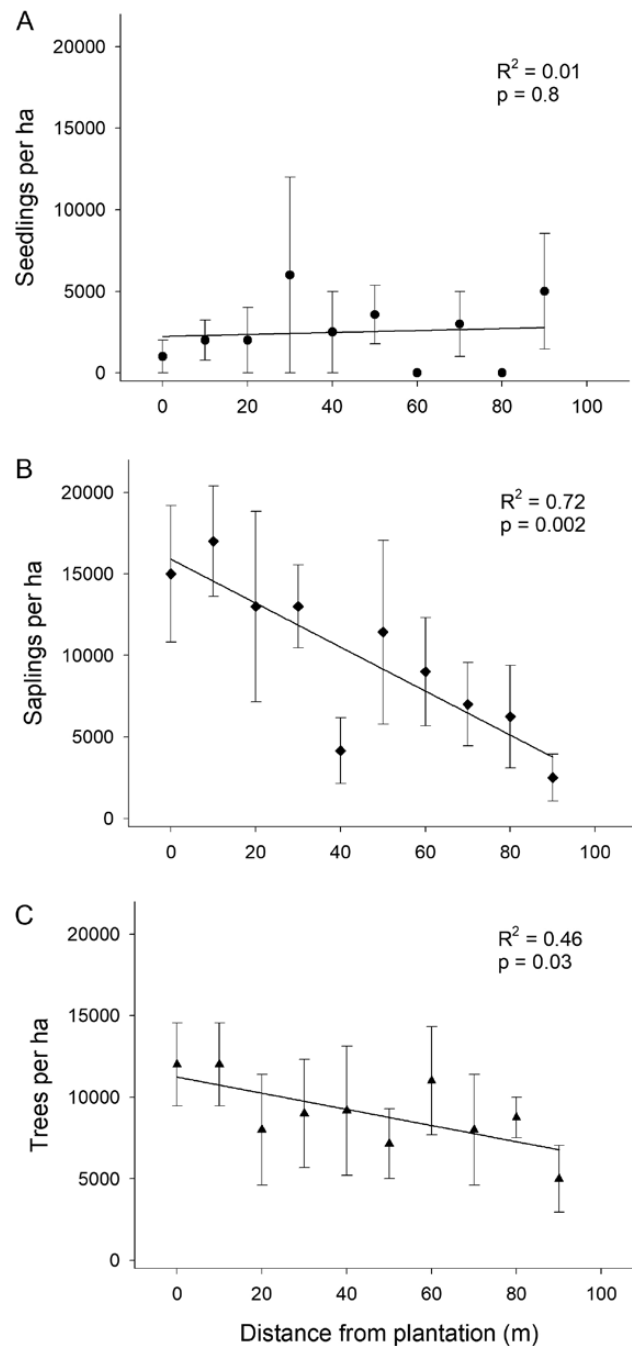 A
20000
15000
10000
5000
0
Seedlings per ha
R² = 0.01
p = 0.8
0 20 40 60 80 100
B
20000
15000
10000
5000
0
Saplings per ha
R² = 0.72
p = 0.002
0 20 40 60 80 100
C
20000
15000
10000
5000
0
Trees per ha
R² = 0.46
p = 0.03
0 20 40 60 80 100
Distance from plantation (m)